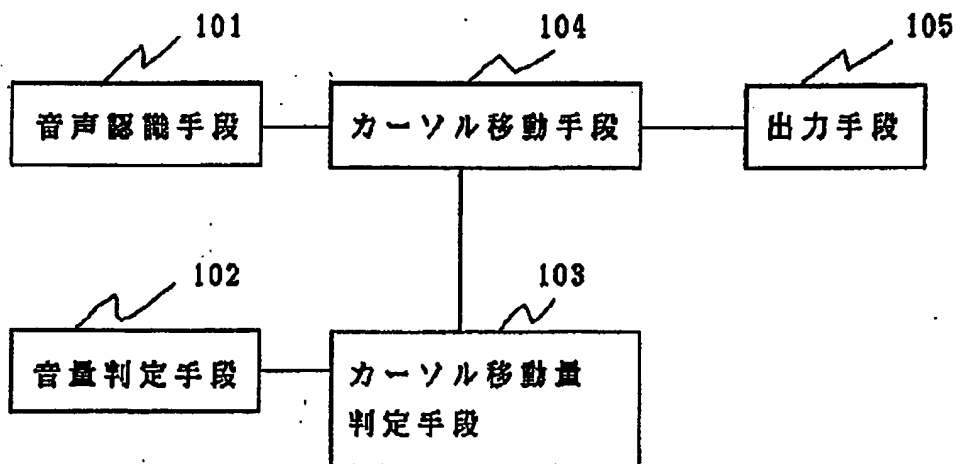 101
104
105
音声認識手段
カーソル移動手段
出力手段
102
103
音量判定手段
カーソル移動量
判定手段